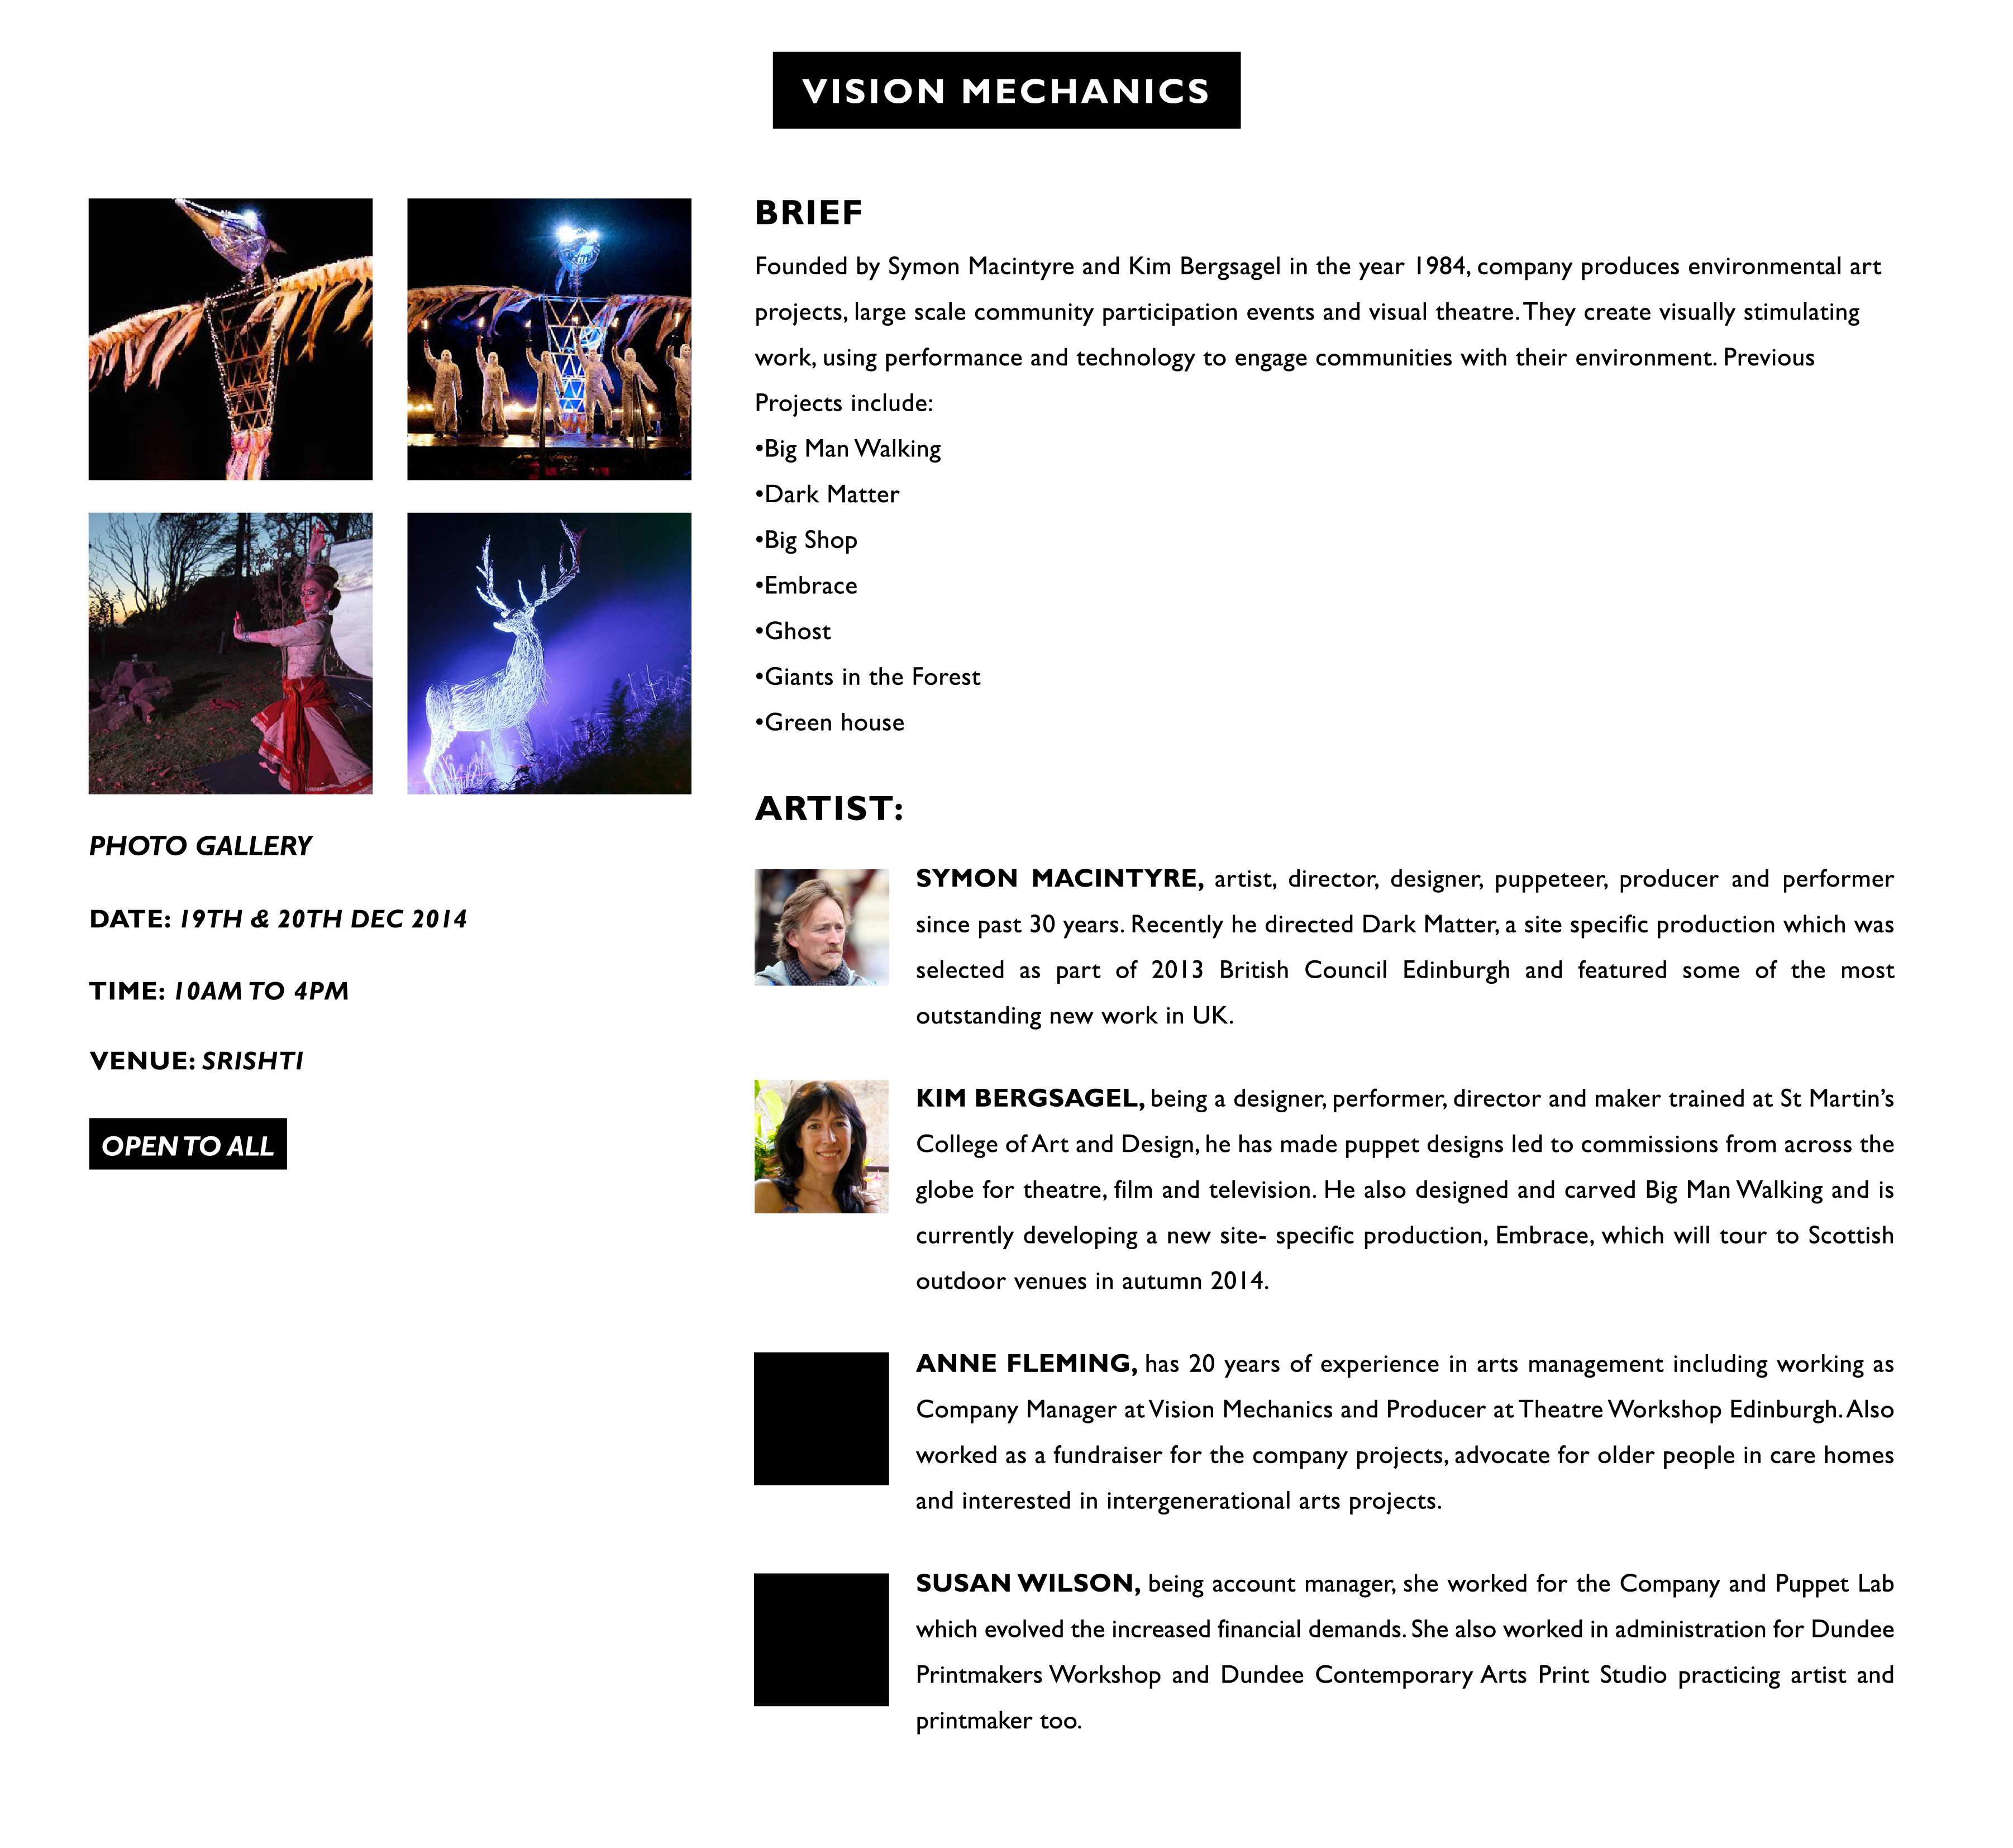 VISION MECHANICS
PHOTO GALLERY
DATE: 19TH & 20TH DEC 2014
TIME: 10AM TO 4PM
VENUE: SRISHTI
OPEN TO ALL
BRIEF
Founded by Symon Macintyre and Kim Bergsagel in the year 1984, company produces environmental art
projects, large scale community participation events and visual theatre. They create visually stimulating
work, using performance and technology to engage communities with their environment. Previous
Projects include:
•Big Man Walking
•Dark Matter
•Big Shop
•Embrace
•Ghost
•Giants in the Forest
•Green house
ARTIST:
SYMON MACINTYRE, artist, director, designer, puppeteer, producer and performer
since past 30 years. Recently he directed Dark Matter, a site specific production which was
selected as part of 2013 British Council Edinburgh and featured some of the most
outstanding new work in UK.
KIM BERGSAGEL, being a designer, performer, director and maker trained at St Martin's
College of Art and Design, he has made puppet designs led to commissions from across the
globe for theatre, film and television. He also designed and carved Big Man Walking and is
currently developing a new site- specific production, Embrace, which will tour to Scottish
outdoor venues in autumn 2014.
ANNE FLEMING, has 20 years of experience in arts management including working as
Company Manager at Vision Mechanics and Producer at Theatre Workshop Edinburgh. Also
worked as a fundraiser for the company projects, advocate for older people in care homes
and interested in intergenerational arts projects.
SUSAN WILSON, being account manager, she worked for the Company and Puppet Lab
which evolved the increased financial demands. She also worked in administration for Dundee
Printmakers Workshop and Dundee Contemporary Arts Print Studio practicing artist and
printmaker too.